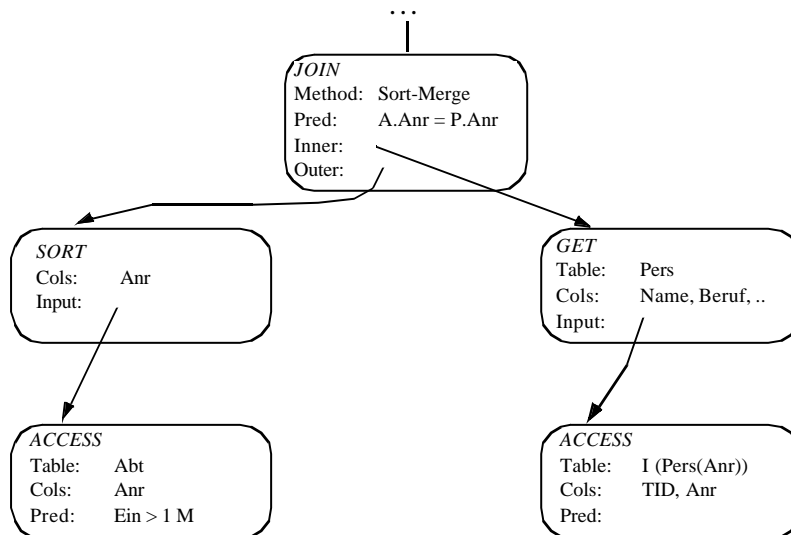 ...
JOIN
Method: Sort-Merge
Pred: A.Anr = P.Anr
Inner:
Outer:
SORT
Cols: Anr
Input:
GET
Table: Pers
Cols: Name, Beruf, ..
Input:
ACCESS
Table: Abt
Cols: Anr
Pred: Ein > 1 M
ACCESS
Table: I (Pers(Anr))
Cols: TID, Anr
Pred: